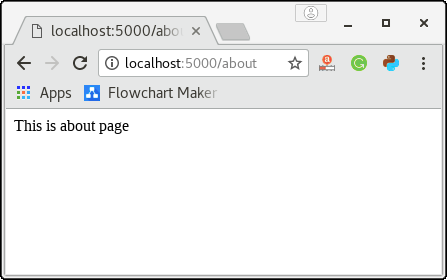 localhost:5000/abou
localhost:5000/about
Apps Flowchart Maker
This is about page